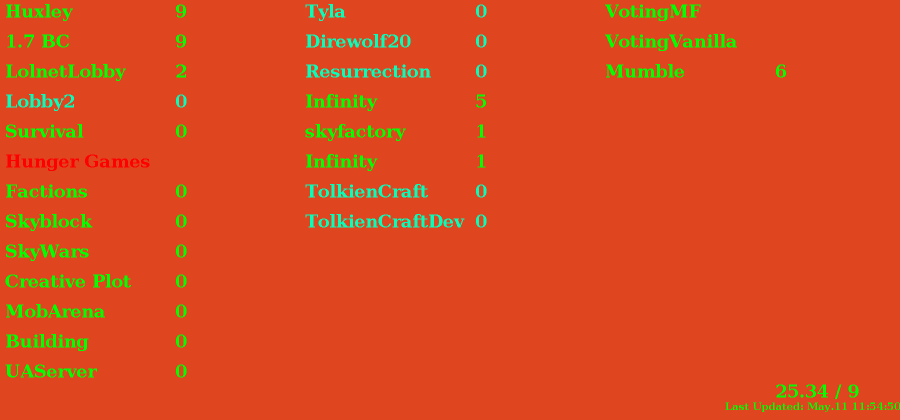 Huxley 9
1.7 BC 9
LolnetLobby 2
Lobby2 0
Survival 0
Hunger Games
Factions 0
Skyblock 0
SkyWars 0
Creative Plot 0
MobArena 0
Building 0
UAServer 0
Tyla 0
Direwolf20 0
Resurrection 0
Infinity 5
skyfactory 1
Infinity 1
TolkienCraft 0
TolkienCraftDev 0
VotingMF
VotingVanilla
Mumble 6
25.34 / 9
Last Updated: May.11 11:54:50